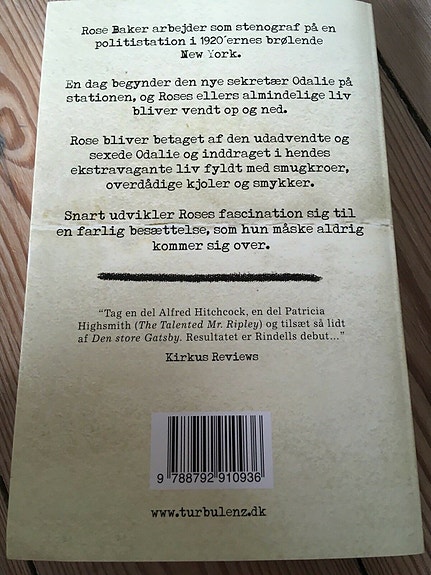 Rose Baker arbejder som stenograf på en
politistation i 1920´ernes brølende
New York.
En dag begynder den nye sekretær Odalie på
stationen, og Roses ellers almindelige liv
bliver vendt op og ned.
Rose bliver betaget af den udadvendte og
sexede Odalie og inddraget i hendes
ekstravagante liv fyldt med smugkroer,
overdådige kjoler og smykker.
Snart udvikler Roses fascination sig til
en farlig besættelse, som hun måske aldrig
kommer sig over.
“Tag en del Alfred Hitchcock, en del Patricia
Highsmith (The Talented Mr. Ripley) og tilsæt så lidt
af Den store Gatsby. Resultatet er Rindells debut...”
Kirkus Reviews
9 788792 910936
www.turbulenz.dk